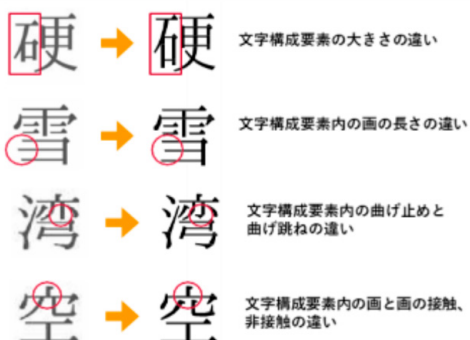 硬 硬 文字構成要素の大きさの違い
雪 雪 文字構成要素内の画の長さの違い
湾 湾 文字構成要素内の曲げ止めと
曲げ跳ねの違い
空 空 文字構成要素内の画と画の接触、
非接触の違い